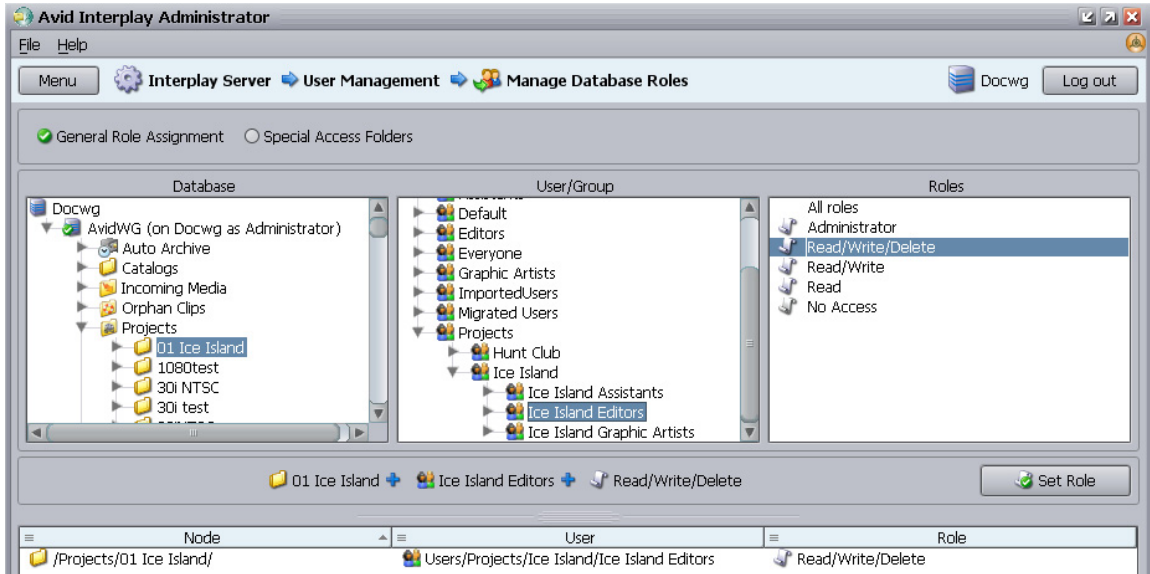 Avid Interplay Administrator
File Help
Menu Interplay Server User Management Manage Database Roles Docwg Log out
General Role Assignment Special Access Folders
Database
Docwg
AvidWG (on Docwg as Administrator)
Auto Archive
Catalogs
Incoming Media
Orphan Clips
Projects
01 Ice Island
1080test
30i NTSC
30i test
User/Group
Default
Editors
Everyone
Graphic Artists
ImportedUsers
Migrated Users
Projects
Hunt Club
Ice Island
Ice Island Assistants
Ice Island Editors
Ice Island Graphic Artists
Roles
All roles
Administrator
Read/Write/Delete
Read/Write
Read
No Access
01 Ice Island Ice Island Editors Read/Write/Delete Set Role
Node User Role
/Projects/01 Ice Island/ Users/Projects/Ice Island/Ice Island Editors Read/Write/Delete